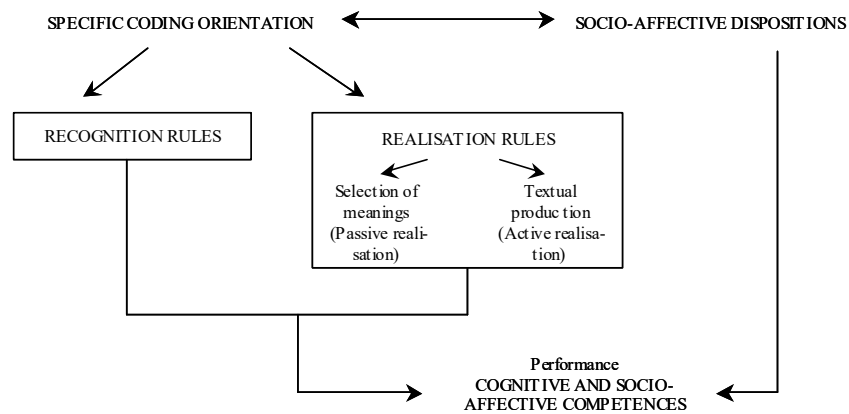 SPECIFIC CODING ORIENTATION
SOCIO-AFFECTIVE DISPOSITIONS
RECOGNITION RULES
REALISATION RULES
Selection of
meanings
(Passive reali-
sation)
Textual
production
(Active realisa-
tion)
Performance
COGNITIVE AND SOCIO-
AFFECTIVE COMPETENCES